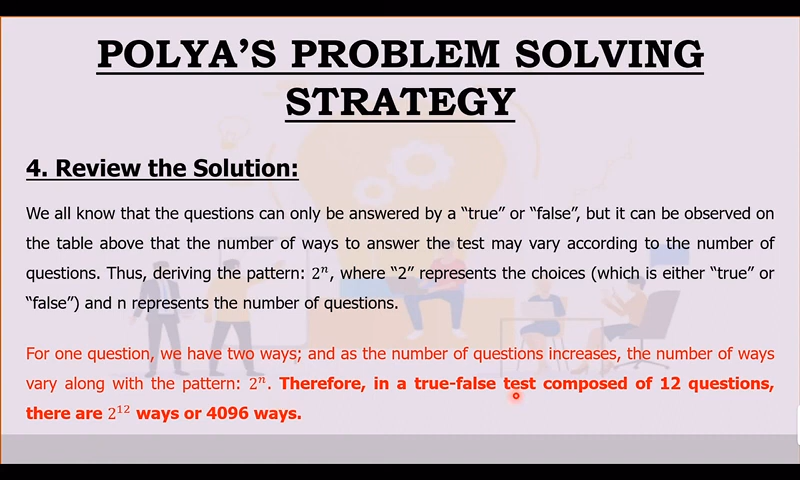 POLYA’S PROBLEM SOLVING
STRATEGY
4. Review the Solution:
We all know that the questions can only be answered by a “true” or “false”, but it can be observed on
the table above that the number of ways to answer the test may vary according to the number of
questions. Thus, deriving the pattern: 2ⁿ, where “2” represents the choices (which is either “true” or
“false”) and n represents the number of questions.
For one question, we have two ways; and as the number of questions increases, the number of ways
vary along with the pattern: 2ⁿ. Therefore, in a true-false test composed of 12 questions,
there are 2¹² ways or 4096 ways.